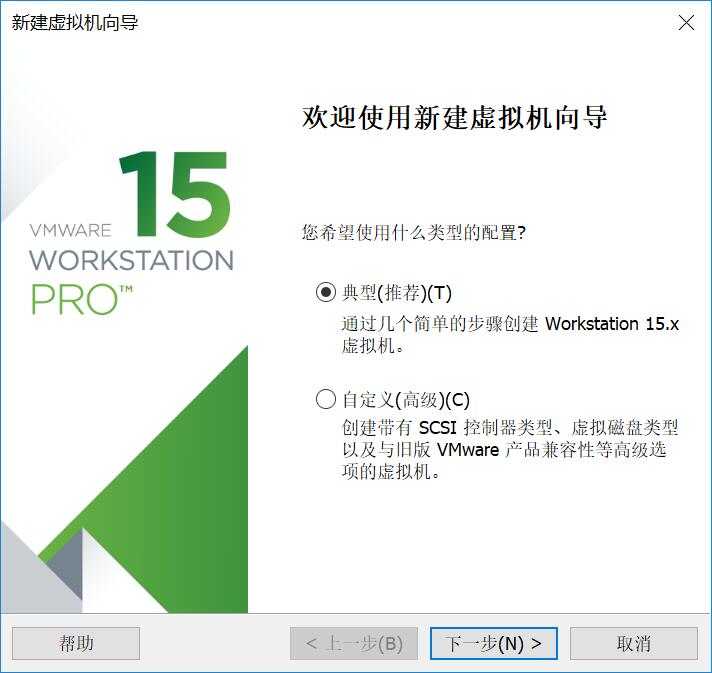 新建虚拟机向导
欢迎使用新建虚拟机向导
15
VMWARE
WORKSTATION
PRO™
您希望使用什么类型的配置?
典型(推荐)(T)
通过几个简单的步骤创建 Workstation 15.x
虚拟机。
自定义(高级)(C)
创建带有 SCSI 控制器类型、虚拟磁盘类型
以及与旧版 VMware 产品兼容性等高级选
项的虚拟机。
帮助
< 上一步(B)
下一步(N) >
取消